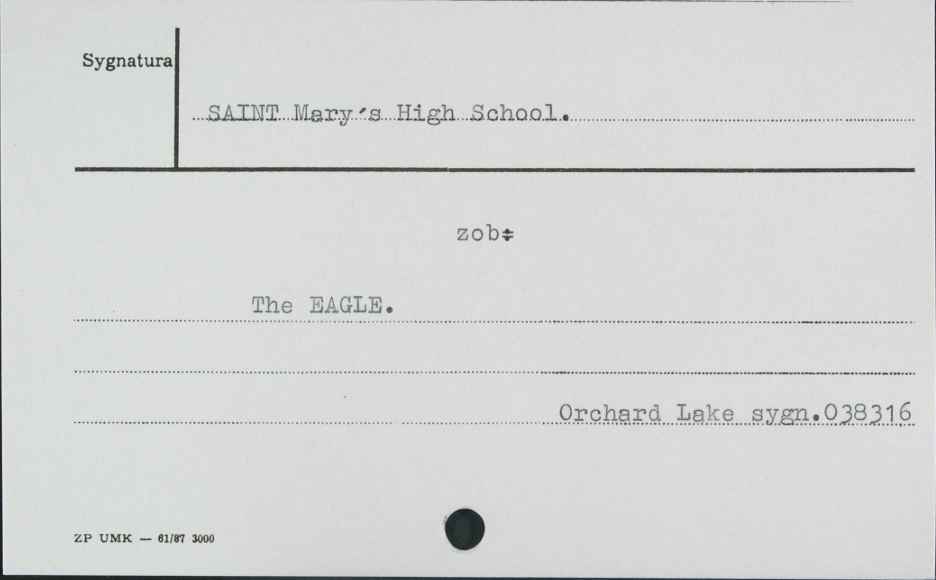 Sygnatura
SAINT Mary's High School.
zob:
The EAGLE.
Orchard Lake sygn.038316
ZP UMK — 61/87 3000